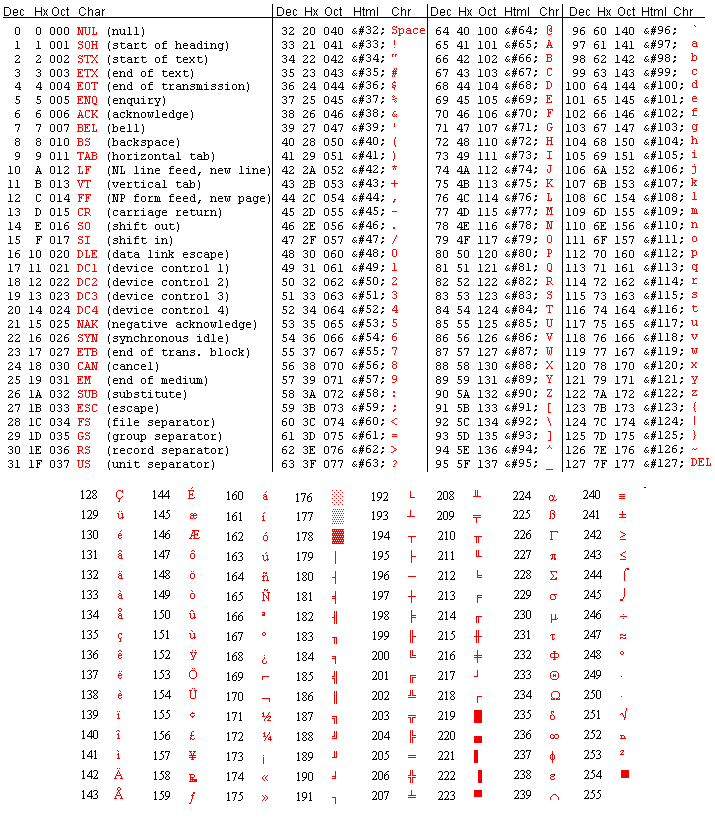 Dec Hx Oct Char Dec Hx Oct Html Chr Dec Hx Oct Html Chr Dec Hx Oct Html Chr
0 0 000 NUL (null) 32 20 040 &#32; Space 64 40 100 &#64; @ 96 60 140 &#96; `
1 1 001 SOH (start of heading) 33 21 041 &#33; ! 65 41 101 &#65; A 97 61 141 &#97; a
2 2 002 STX (start of text) 34 22 042 &#34; " 66 42 102 &#66; B 98 62 142 &#98; b
3 3 003 ETX (end of text) 35 23 043 &#35; # 67 43 103 &#67; C 99 63 143 &#99; c
4 4 004 EOT (end of transmission) 36 24 044 &#36; $ 68 44 104 &#68; D 100 64 144 &#100; d
5 5 005 ENQ (enquiry) 37 25 045 &#37; % 69 45 105 &#69; E 101 65 145 &#101; e
6 6 006 ACK (acknowledge) 38 26 046 &#38; & 70 46 106 &#70; F 102 66 146 &#102; f
7 7 007 BEL (bell) 39 27 047 &#39; ' 71 47 107 &#71; G 103 67 147 &#103; g
8 8 010 BS (backspace) 40 28 050 &#40; ( 72 48 110 &#72; H 104 68 150 &#104; h
9 9 011 TAB (horizontal tab) 41 29 051 &#41; ) 73 49 111 &#73; I 105 69 151 &#105; i
10 A 012 LF (NL line feed, new line) 42 2A 052 &#42; * 74 4A 112 &#74; J 106 6A 152 &#106; j
11 B 013 VT (vertical tab) 43 2B 053 &#43; + 75 4B 113 &#75; K 107 6B 153 &#107; k
12 C 014 FF (NP form feed, new page) 44 2C 054 &#44; , 76 4C 114 &#76; L 108 6C 154 &#108; l
13 D 015 CR (carriage return) 45 2D 055 &#45; - 77 4D 115 &#77; M 109 6D 155 &#109; m
14 E 016 SO (shift out) 46 2E 056 &#46; . 78 4E 116 &#78; N 110 6E 156 &#110; n
15 F 017 SI (shift in) 47 2F 057 &#47; / 79 4F 117 &#79; O 111 6F 157 &#111; o
16 10 020 DLE (data link escape) 48 30 060 &#48; 0 80 50 120 &#80; P 112 70 160 &#112; p
17 11 021 DC1 (device control 1) 49 31 061 &#49; 1 81 51 121 &#81; Q 113 71 161 &#113; q
18 12 022 DC2 (device control 2) 50 32 062 &#50; 2 82 52 122 &#82; R 114 72 162 &#114; r
19 13 023 DC3 (device control 3) 51 33 063 &#51; 3 83 53 123 &#83; S 115 73 163 &#115; s
20 14 024 DC4 (device control 4) 52 34 064 &#52; 4 84 54 124 &#84; T 116 74 164 &#116; t
21 15 025 NAK (negative acknowledge) 53 35 065 &#53; 5 85 55 125 &#85; U 117 75 165 &#117; u
22 16 026 SYN (synchronous idle) 54 36 066 &#54; 6 86 56 126 &#86; V 118 76 166 &#118; v
23 17 027 ETB (end of trans. block) 55 37 067 &#55; 7 87 57 127 &#87; W 119 77 167 &#119; w
24 18 030 CAN (cancel) 56 38 070 &#56; 8 88 58 130 &#88; X 120 78 170 &#120; x
25 19 031 EM (end of medium) 57 39 071 &#57; 9 89 59 131 &#89; Y 121 79 171 &#121; y
26 1A 032 SUB (substitute) 58 3A 072 &#58; : 90 5A 132 &#90; Z 122 7A 172 &#122; z
27 1B 033 ESC (escape) 59 3B 073 &#59; ; 91 5B 133 &#91; [ 123 7B 173 &#123; {
28 1C 034 FS (file separator) 60 3C 074 &#60; < 92 5C 134 &#92; \ 124 7C 174 &#124; |
29 1D 035 GS (group separator) 61 3D 075 &#61; = 93 5D 135 &#93; ] 125 7D 175 &#125; }
30 1E 036 RS (record separator) 62 3E 076 &#62; > 94 5E 136 &#94; ^ 126 7E 176 &#126; ~
31 1F 037 US (unit separator) 63 3F 077 &#63; ? 95 5F 137 &#95; _ 127 7F 177 &#127; DEL
128 Ç 144 É 160 á 176 ░ 192 └ 208 ╨ 224 α 240 ≡
129 ü 145 æ 161 í 177 ▒ 193 ┴ 209 ╤ 225 ß 241 ±
130 é 146 Æ 162 ó 178 ▓ 194 ┬ 210 ╥ 226 Γ 242 ≥
131 â 147 ô 163 ú 179 │ 195 ├ 211 ╙ 227 π 243 ≤
132 ä 148 ö 164 ñ 180 ┤ 196 ─ 212 ╘ 228 Σ 244 ⌠
133 à 149 ò 165 Ñ 181 ╡ 197 ┼ 213 ╒ 229 σ 245 ⌡
134 å 150 û 166 ª 182 ╢ 198 ╞ 214 ╓ 230 µ 246 ÷
135 ç 151 ù 167 º 183 ╖ 199 ╟ 215 ╫ 231 τ 247 ≈
136 ê 152 ÿ 168 ¿ 184 ╕ 200 ╚ 216 ╪ 232 Φ 248 °
137 ë 153 Ö 169 ⌐ 185 ╣ 201 ╔ 217 ┘ 233 Θ 249 ∙
138 è 154 Ü 170 ¬ 186 ║ 202 ╩ 218 ┌ 234 Ω 250 ·
139 ï 155 ¢ 171 ½ 187 ╗ 203 ╦ 219 █ 235 δ 251 √
140 î 156 £ 172 ¼ 188 ╝ 204 ╠ 220 ▄ 236 ∞ 252 ⁿ
141 ì 157 ¥ 173 ¡ 189 ╜ 205 ═ 221 ▌ 237 φ 253 ²
142 Ä 158 ₧ 174 « 190 ╛ 206 ╬ 222 ▐ 238 ε 254 ■
143 Å 159 ƒ 175 » 191 ┐ 207 ╧ 223 ▀ 239 ∩ 255